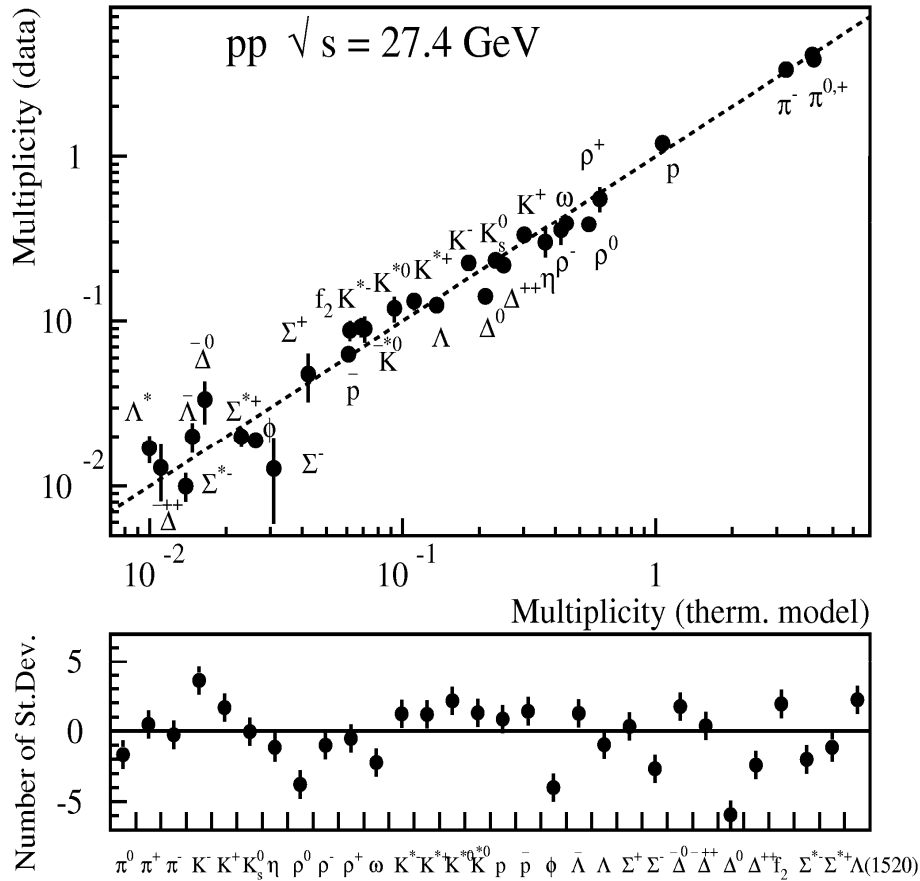 pp √s = 27.4 GeV
Multiplicity (data)
1
10⁻¹
10⁻²
π⁻ π⁰,⁺
p
ρ⁺
ρ⁰
K⁺ ω
η ρ⁻
K⁻ K⁰ₛ
Δ⁰ Δ⁺⁺
f₂ K*⁻ K*⁰ K*⁺
Λ
K̄*⁰
p̄
Σ⁺
Δ̄⁰
Λ* Λ̄ Σ*⁺ φ
Σ*⁻ Σ⁻
Δ̄⁺⁺
10⁻² 10⁻¹ 1
Multiplicity (therm. model)
Number of St.Dev.
5
0
-5
π⁰ π⁺ π⁻ K⁻ K⁺ K⁰ₛ η ρ⁰ ρ⁻ ρ⁺ ω K*⁻ K*⁺ K*⁰ K̄*⁰ p p̄ φ Λ̄ Λ Σ⁺ Σ⁻ Δ̄⁰ Δ̄⁺⁺ Δ⁰ Δ⁺⁺ f₂ Σ*⁻ Σ*⁺ Λ(1520)